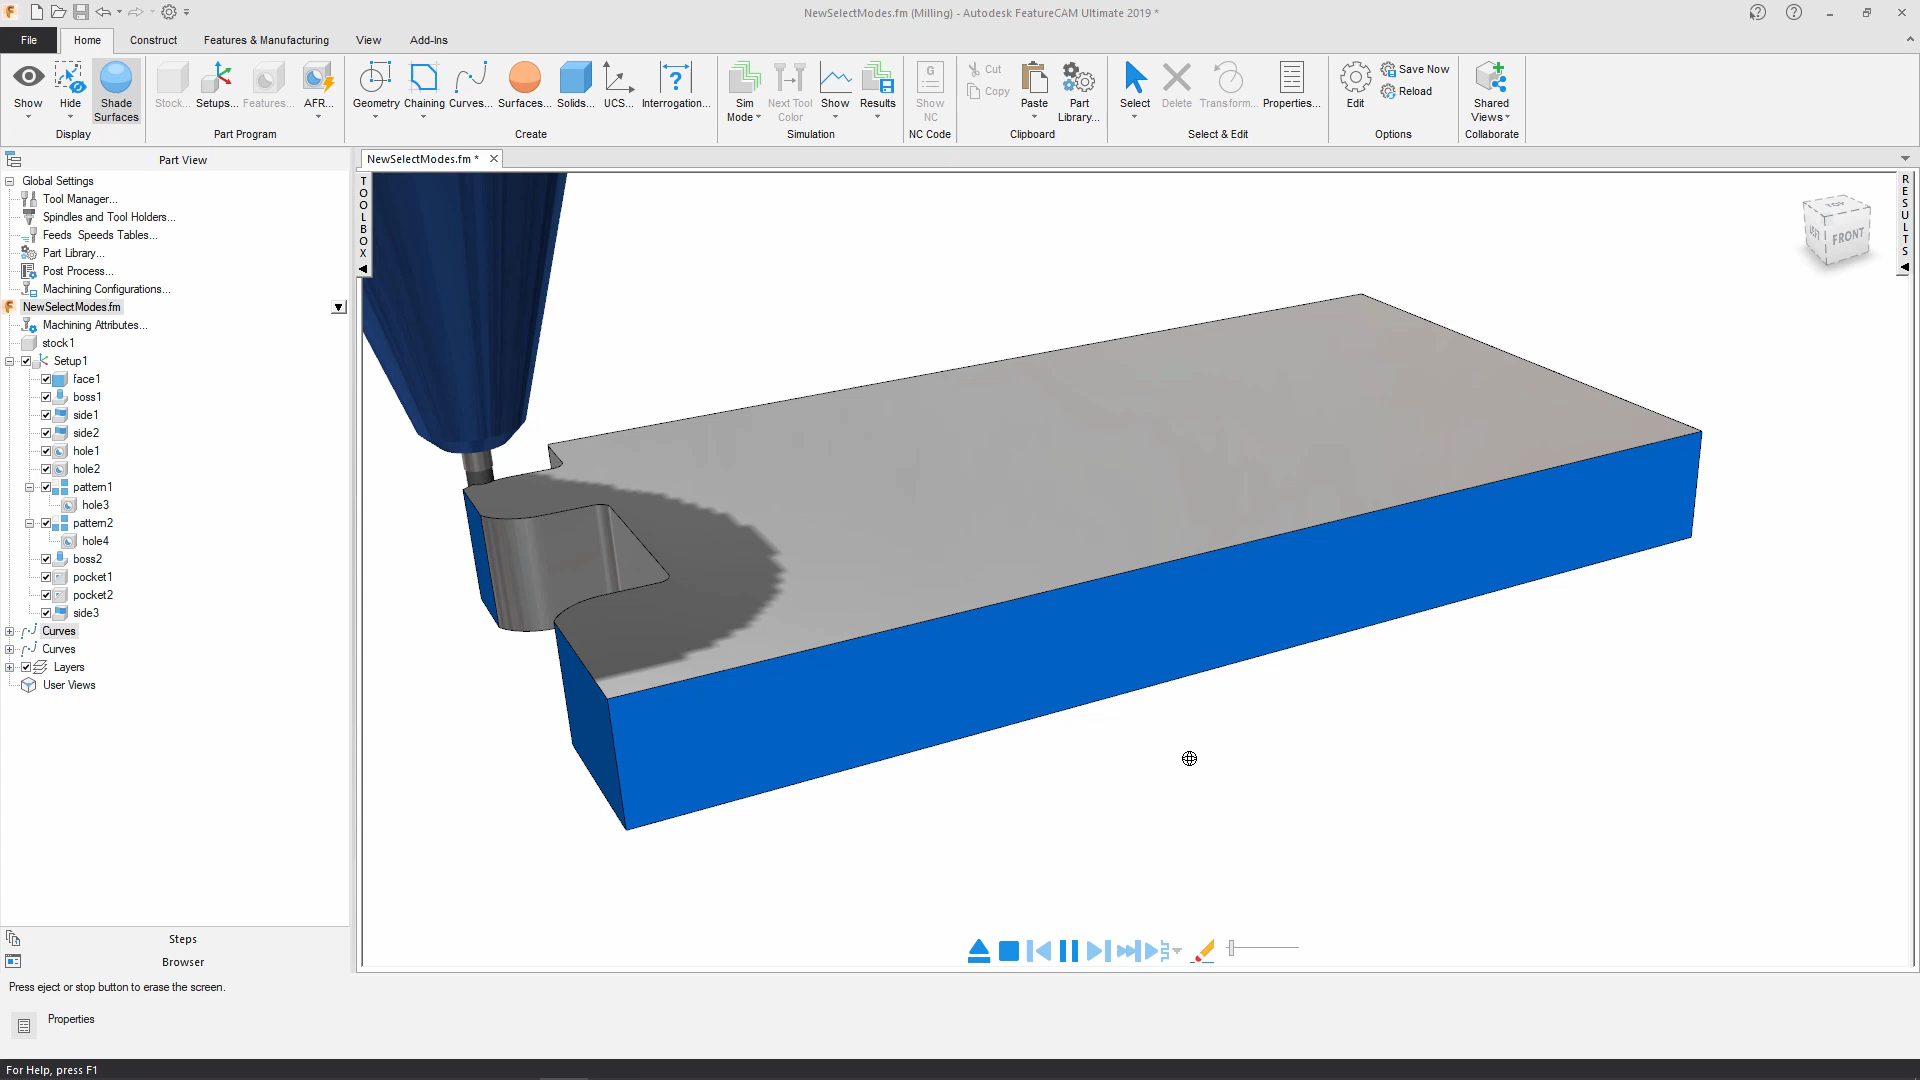 NewSelectModes.fm (Milling) - Autodesk FeatureCAM Ultimate 2019 *
File Home Construct Features & Manufacturing View Add-Ins
Show Hide Shade Surfaces Stock... Setups... Features... AFR... Geometry Chaining Curves... Surfaces... Solids... UCS... Interrogation... Sim Mode Next Tool Color Show Results Show NC Cut Copy Paste Part Library... Select Delete Transform... Properties... Edit Save Now Reload Shared Views
Display Part Program Create Simulation NC Code Clipboard Select & Edit Options Collaborate
Part View
NewSelectModes.fm *
TOOLBOX
RESULTS
TOP
LEFT
FRONT
Global Settings
Tool Manager...
Spindles and Tool Holders...
Feeds Speeds Tables...
Part Library...
Post Process...
Machining Configurations...
NewSelectModes.fm
Machining Attributes...
stock1
Setup1
face1
boss1
side1
side2
hole1
hole2
pattern1
hole3
pattern2
hole4
boss2
pocket1
pocket2
side3
Curves
Curves
Layers
User Views
Steps
Browser
Press eject or stop button to erase the screen.
Properties
For Help, press F1